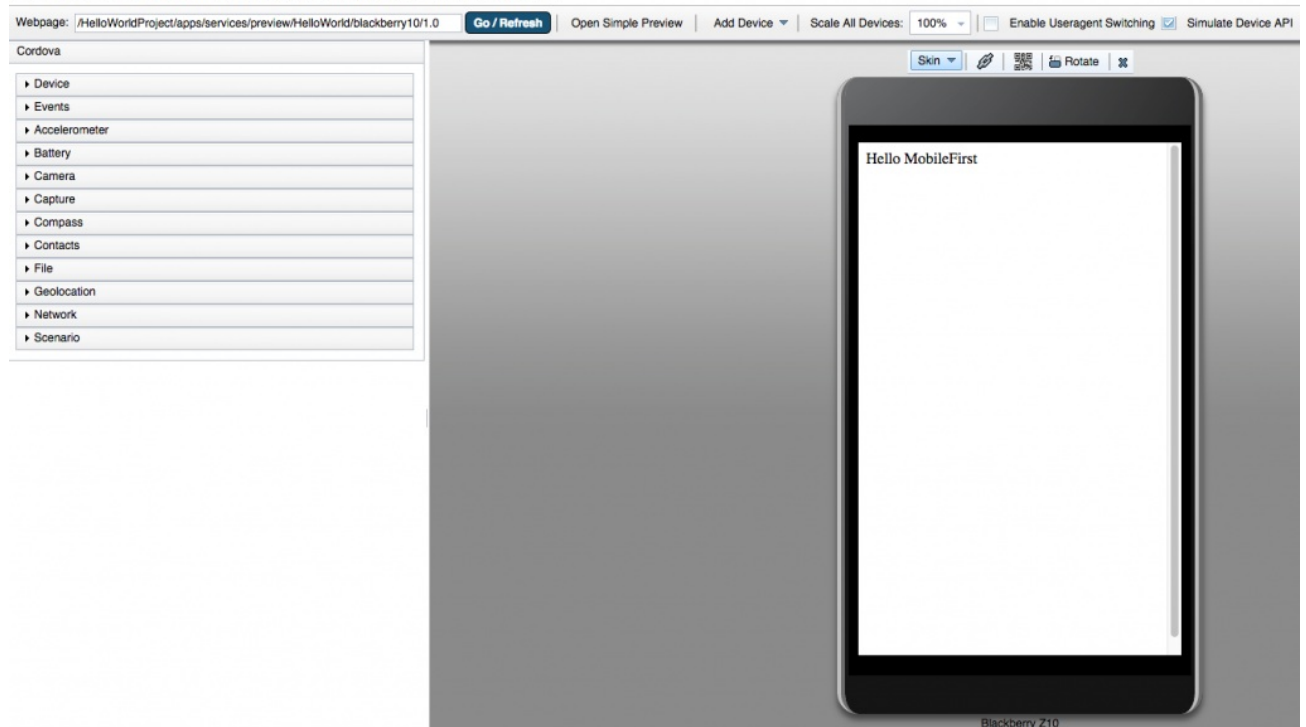 Webpage: /HelloWorldProject/apps/services/preview/HelloWorld/blackberry10/1.0 Go / Refresh Open Simple Preview Add Device Scale All Devices: 100% Enable Useragent Switching Simulate Device API
Cordova
Device
Events
Accelerometer
Battery
Camera
Capture
Compass
Contacts
File
Geolocation
Network
Scenario
Skin Rotate
Hello MobileFirst
Blackberry Z10